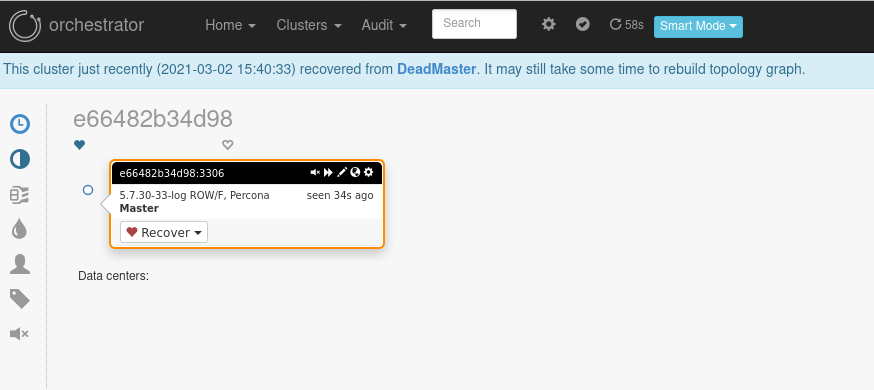 orchestrator Home Clusters Audit Search 58s Smart Mode
This cluster just recently (2021-03-02 15:40:33) recovered from DeadMaster. It may still take some time to rebuild topology graph.
e66482b34d98
e66482b34d98:3306
5.7.30-33-log ROW/F, Percona seen 34s ago
Master
Recover
Data centers: